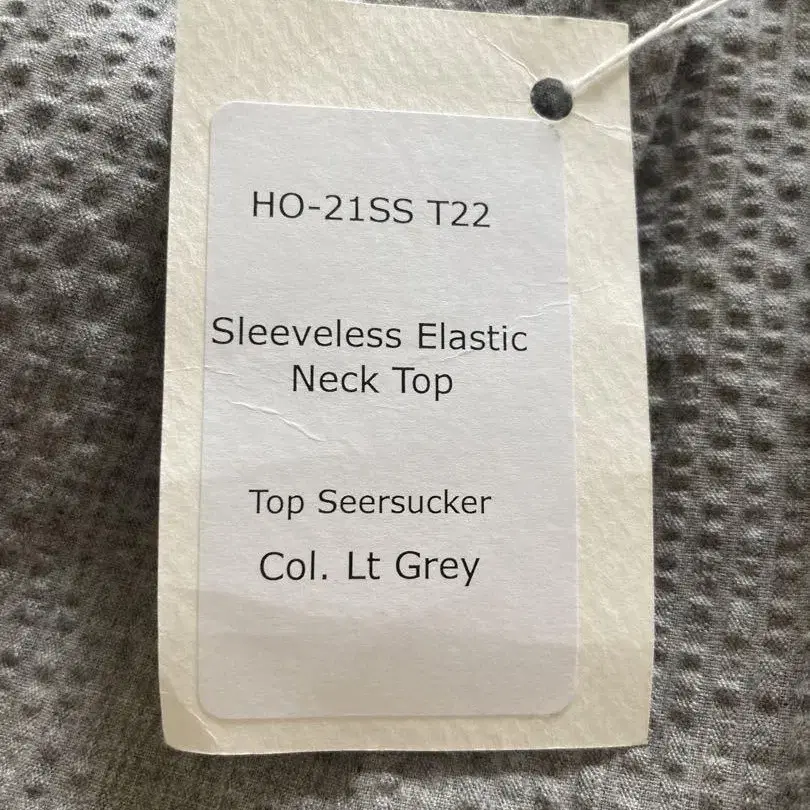 HO-21SS T22
Sleeveless Elastic
Neck Top
Top Seersucker
Col. Lt Grey